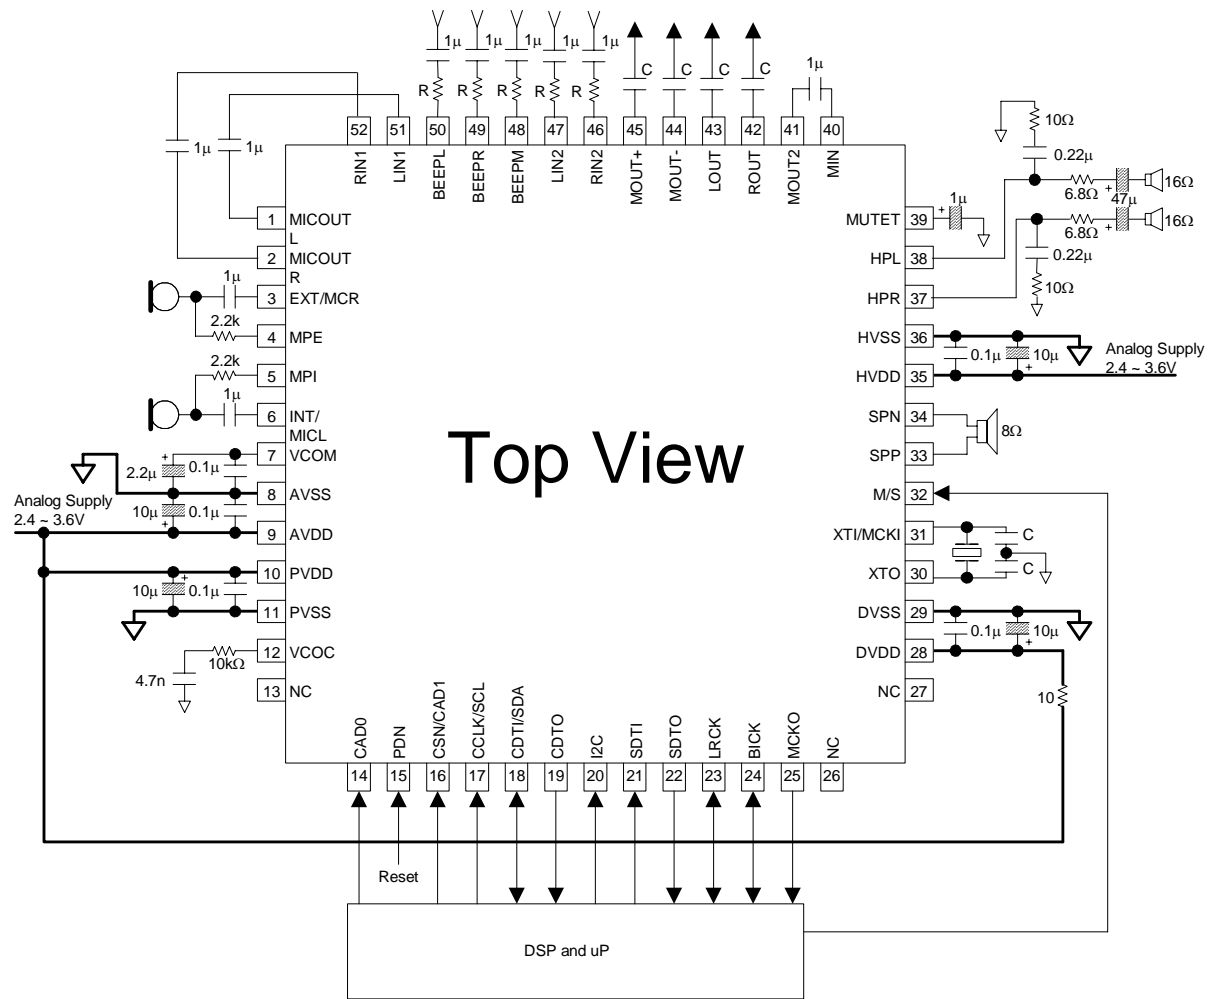 1μ 1μ 1μ 1μ 1μ
C C C C
1μ
R R R R R
52 51 50 49 48 47 46 45 44 43 42 41 40
RIN1 LIN1 BEEPL BEEPR BEEPM LIN2 RIN2 MOUT+ MOUT- LOUT ROUT MOUT2 MIN
1μ 1μ
1 MICOUT
L
2 MICOUT
R
1μ
3 EXT/MCR
2.2k
4 MPE
2.2k
5 MPI
1μ
6 INT/
MICL
7 VCOM
+
2.2μ 0.1μ
8 AVSS
Analog Supply
2.4 ~ 3.6V
10μ 0.1μ
+
9 AVDD
10 PVDD
+
10μ 0.1μ
11 PVSS
12 VCOC
10kΩ
4.7n
13 NC
Top View
10Ω
0.22μ
6.8Ω + 47μ 16Ω
39 MUTET
+ 1μ
38 HPL
6.8Ω + 16Ω
0.22μ
10Ω
37 HPR
36 HVSS
0.1μ 10μ
+
Analog Supply
2.4 ~ 3.6V
35 HVDD
34 SPN
8Ω
33 SPP
32 M/S
31 XTI/MCKI
C
C
30 XTO
29 DVSS
0.1μ 10μ
+
28 DVDD
27 NC
10
CAD0 PDN CSN/CAD1 CCLK/SCL CDTI/SDA CDTO I2C SDTI SDTO LRCK BICK MCKO NC
14 15 16 17 18 19 20 21 22 23 24 25 26
Reset
DSP and uP